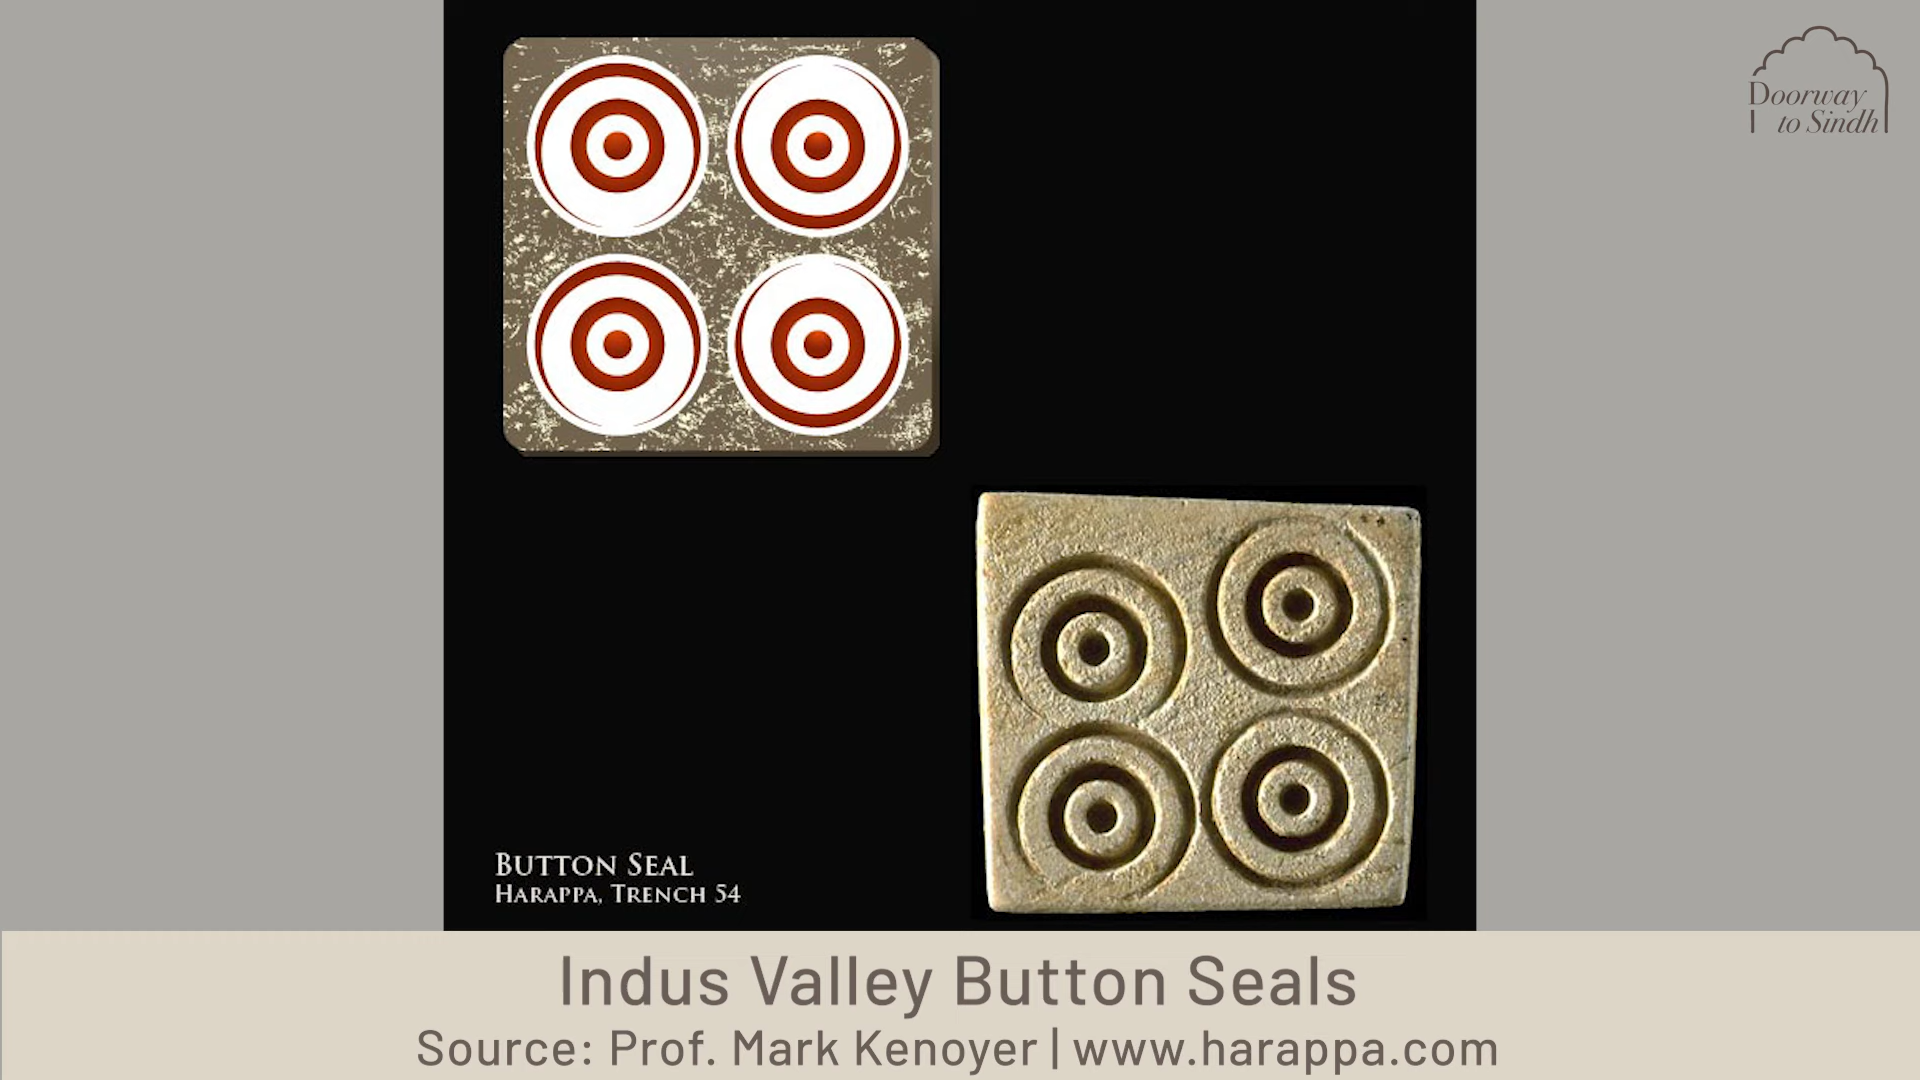 Doorway
to Sindh
BUTTON SEAL
HARAPPA, TRENCH 54
Indus Valley Button Seals
Source: Prof. Mark Kenoyer | www.harappa.com